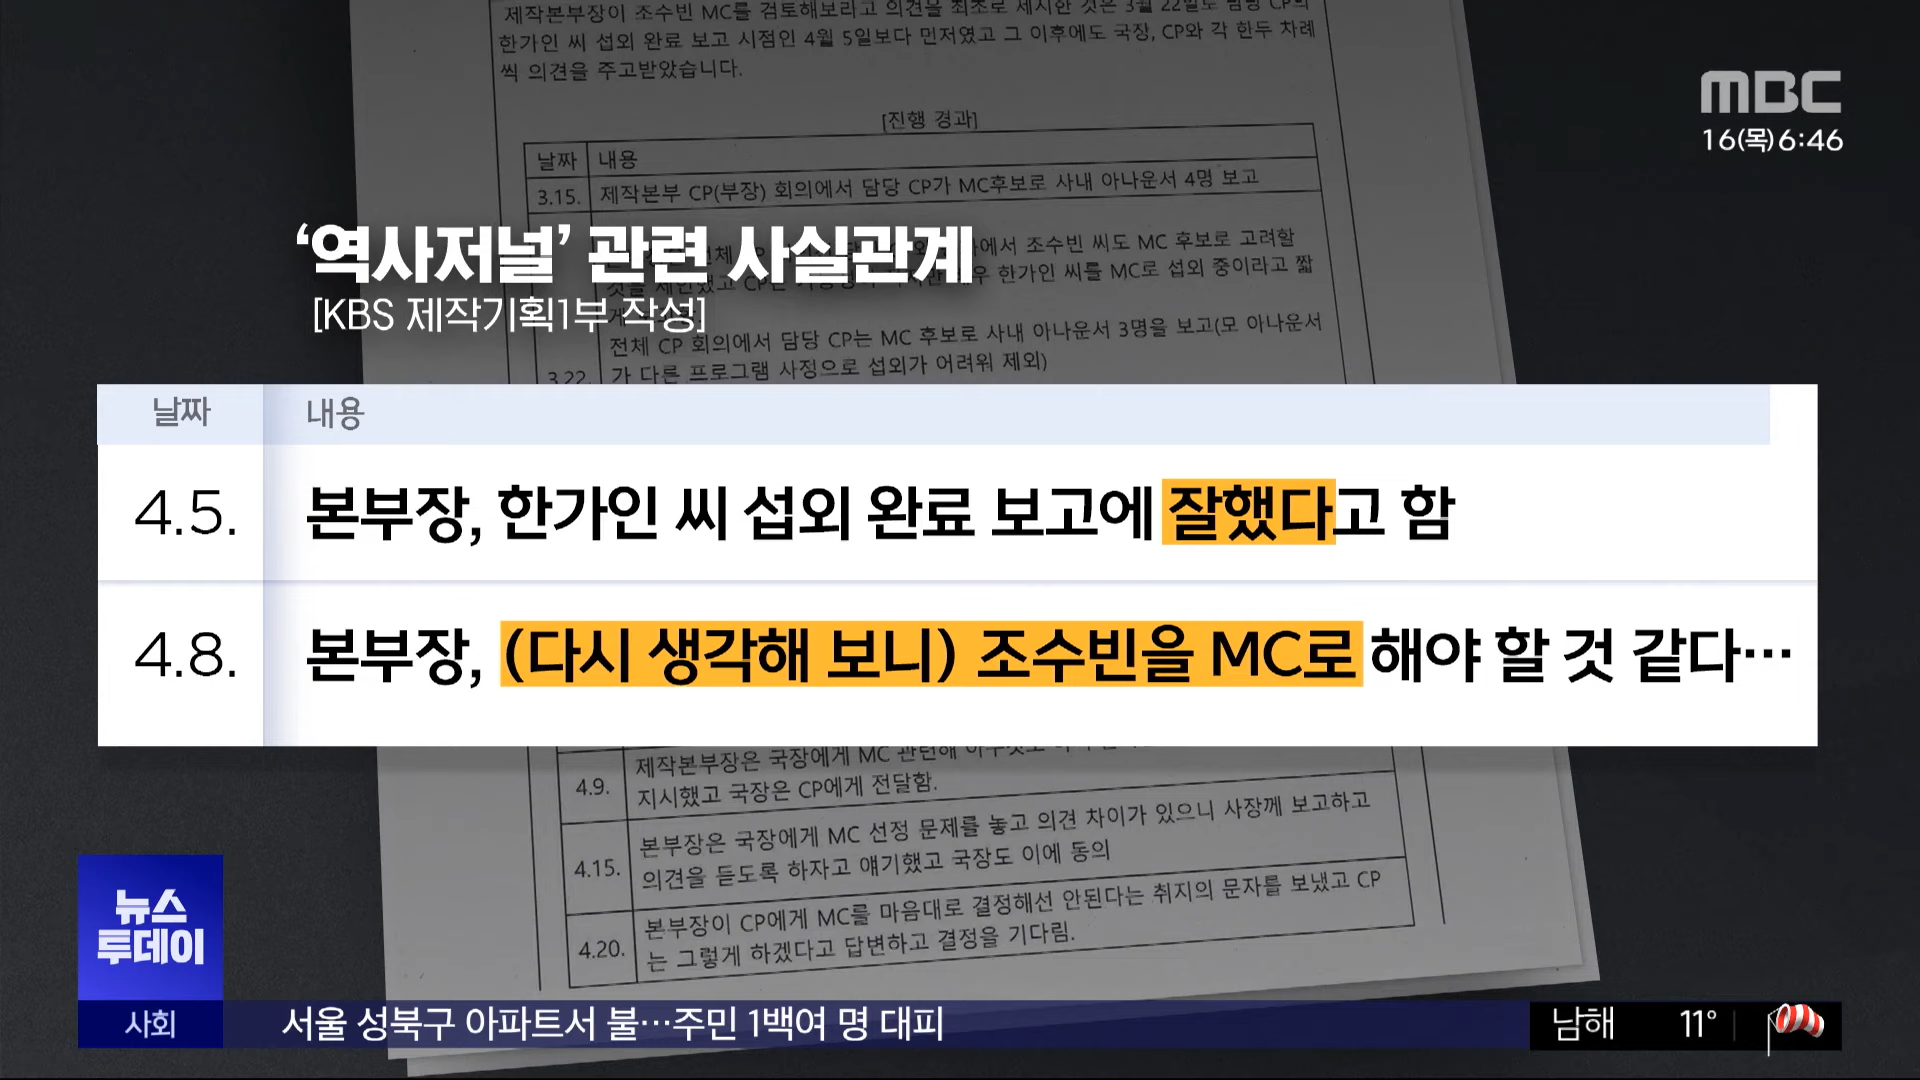 제작본부장이 조수빈 MC를 검토해보라고 의견을 최초로 제시한 것은 3월 22일로 담당 CP의
한가인 씨 섭외 완료 보고 시점인 4월 5일보다 먼저였고 그 이후에도 국장, CP와 각 한두 차례
씩 의견을 주고받았습니다.
MBC
16(목) 6:46
[진행 경과]
날짜 내용
3.15. 제작본부 CP(부장) 회의에서 담당 CP가 MC후보로 사내 아나운서 4명 보고
에서 조수빈 씨도 MC 후보로 고려할
‘역사저널’ 관련 사실관계
한가인 씨를 MC로 섭외 중이라고 짧
[KBS 제작기획1부 작성]
전체 CP 회의에서 담당 CP는 MC 후보로 사내 아나운서 3명을 보고(모 아나운서
3.22. 가 다른 프로그램 사정으로 섭외가 어려워 제외)
날짜 내용
4.5. 본부장, 한가인 씨 섭외 완료 보고에 잘했다고 함
4.8. 본부장, (다시 생각해 보니) 조수빈을 MC로 해야 할 것 같다…
제작본부장은 국장에게 MC 관련해
4.9. 지시했고 국장은 CP에게 전달함.
본부장은 국장에게 MC 선정 문제를 놓고 의견 차이가 있으니 사장께 보고하고
4.15. 의견을 듣도록 하자고 얘기했고 국장도 이에 동의
본부장이 CP에게 MC를 마음대로 결정해선 안된다는 취지의 문자를 보냈고 CP
4.20. 는 그렇게 하겠다고 답변하고 결정을 기다림.
뉴스
투데이
사회 서울 성북구 아파트서 불…주민 1백여 명 대피
남해 11°